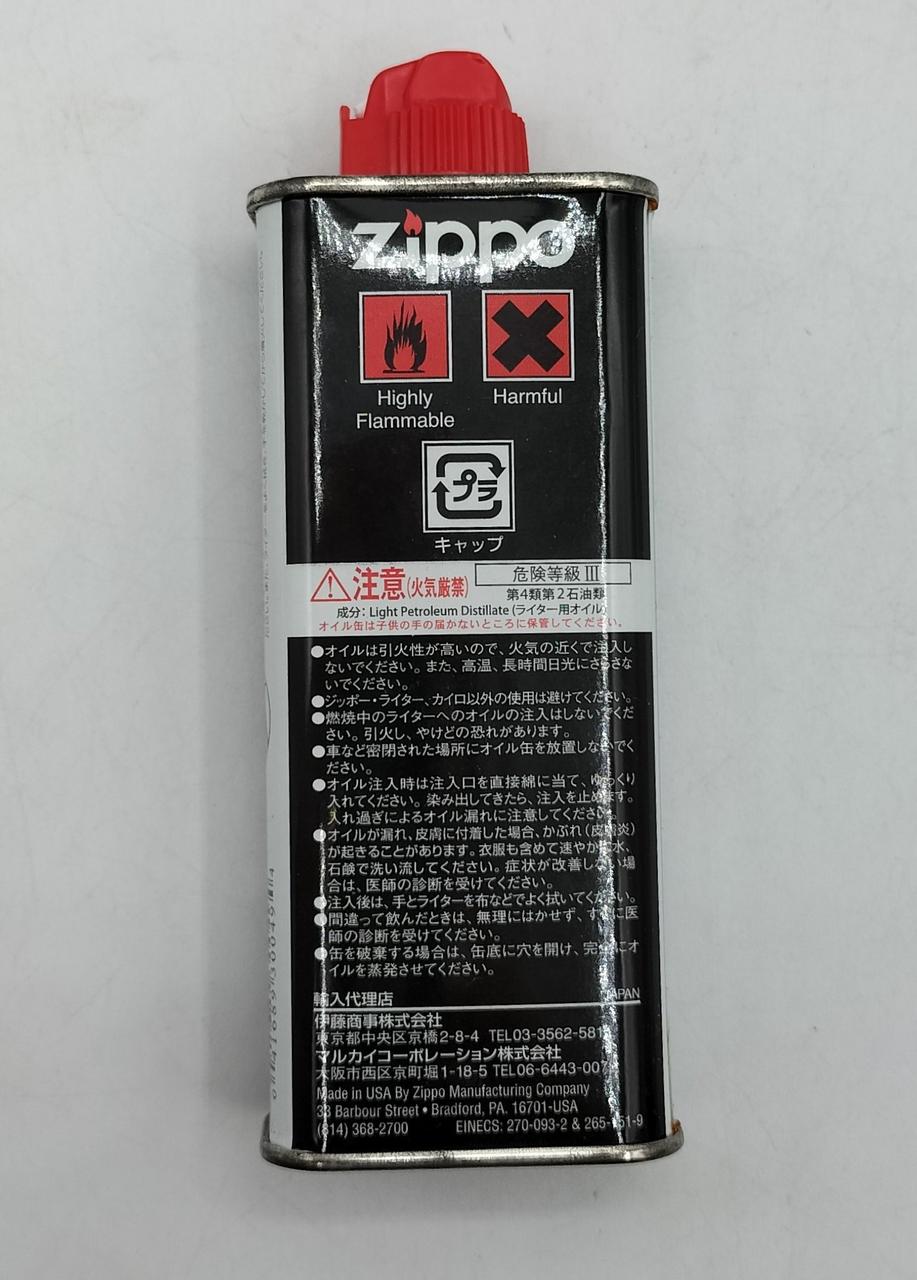 zippo
Highly
Flammable
Harmful
プラ
キャップ
注意(火気厳禁)
危険等級 III
第4類第2石油類
成分: Light Petroleum Distillate (ライター用オイル)
オイル缶は子供の手の届かないところに保管してください。
●オイルは引火性が高いので、火気の近くで注入し
ないでください。また、高温、長時間日光にさらさな
いでください。
●ジッポー・ライター、カイロ以外の使用は避けてください。
●燃焼中のライターへのオイルの注入はしないでくだ
さい。引火し、やけどの恐れがあります。
●車など密閉された場所にオイル缶を放置しないでく
ださい。
●オイル注入時は注入口を直接綿に当て、ゆっくり
入れてください。染み出してきたら、注入を止めます。
入れ過ぎによるオイル漏れに注意してください。
●オイルが漏れ、皮膚に付着した場合、かぶれ(皮膚炎)
が起きることがあります。衣服も含めて速やかに水、
石鹸で洗い流してください。症状が改善しない場
合は、医師の診断を受けてください。
●注入後は、手とライターを布などでよく拭いてください。
●間違って飲んだときは、無理にはかせず、すぐに医
師の診断を受けてください。
●缶を破棄する場合は、缶底に穴を開け、完全にオ
イルを蒸発させてください。
輸入代理店 JAPAN
伊藤商事株式会社
東京都中央区京橋2-8-4 TEL03-3562-581
マルカイコーポレーション株式会社
大阪市西区京町堀1-18-5 TEL06-6443-007
Made in USA By Zippo Manufacturing Company
33 Barbour Street • Bradford, PA. 16701-USA
(814) 368-2700 EINECS: 270-093-2 &